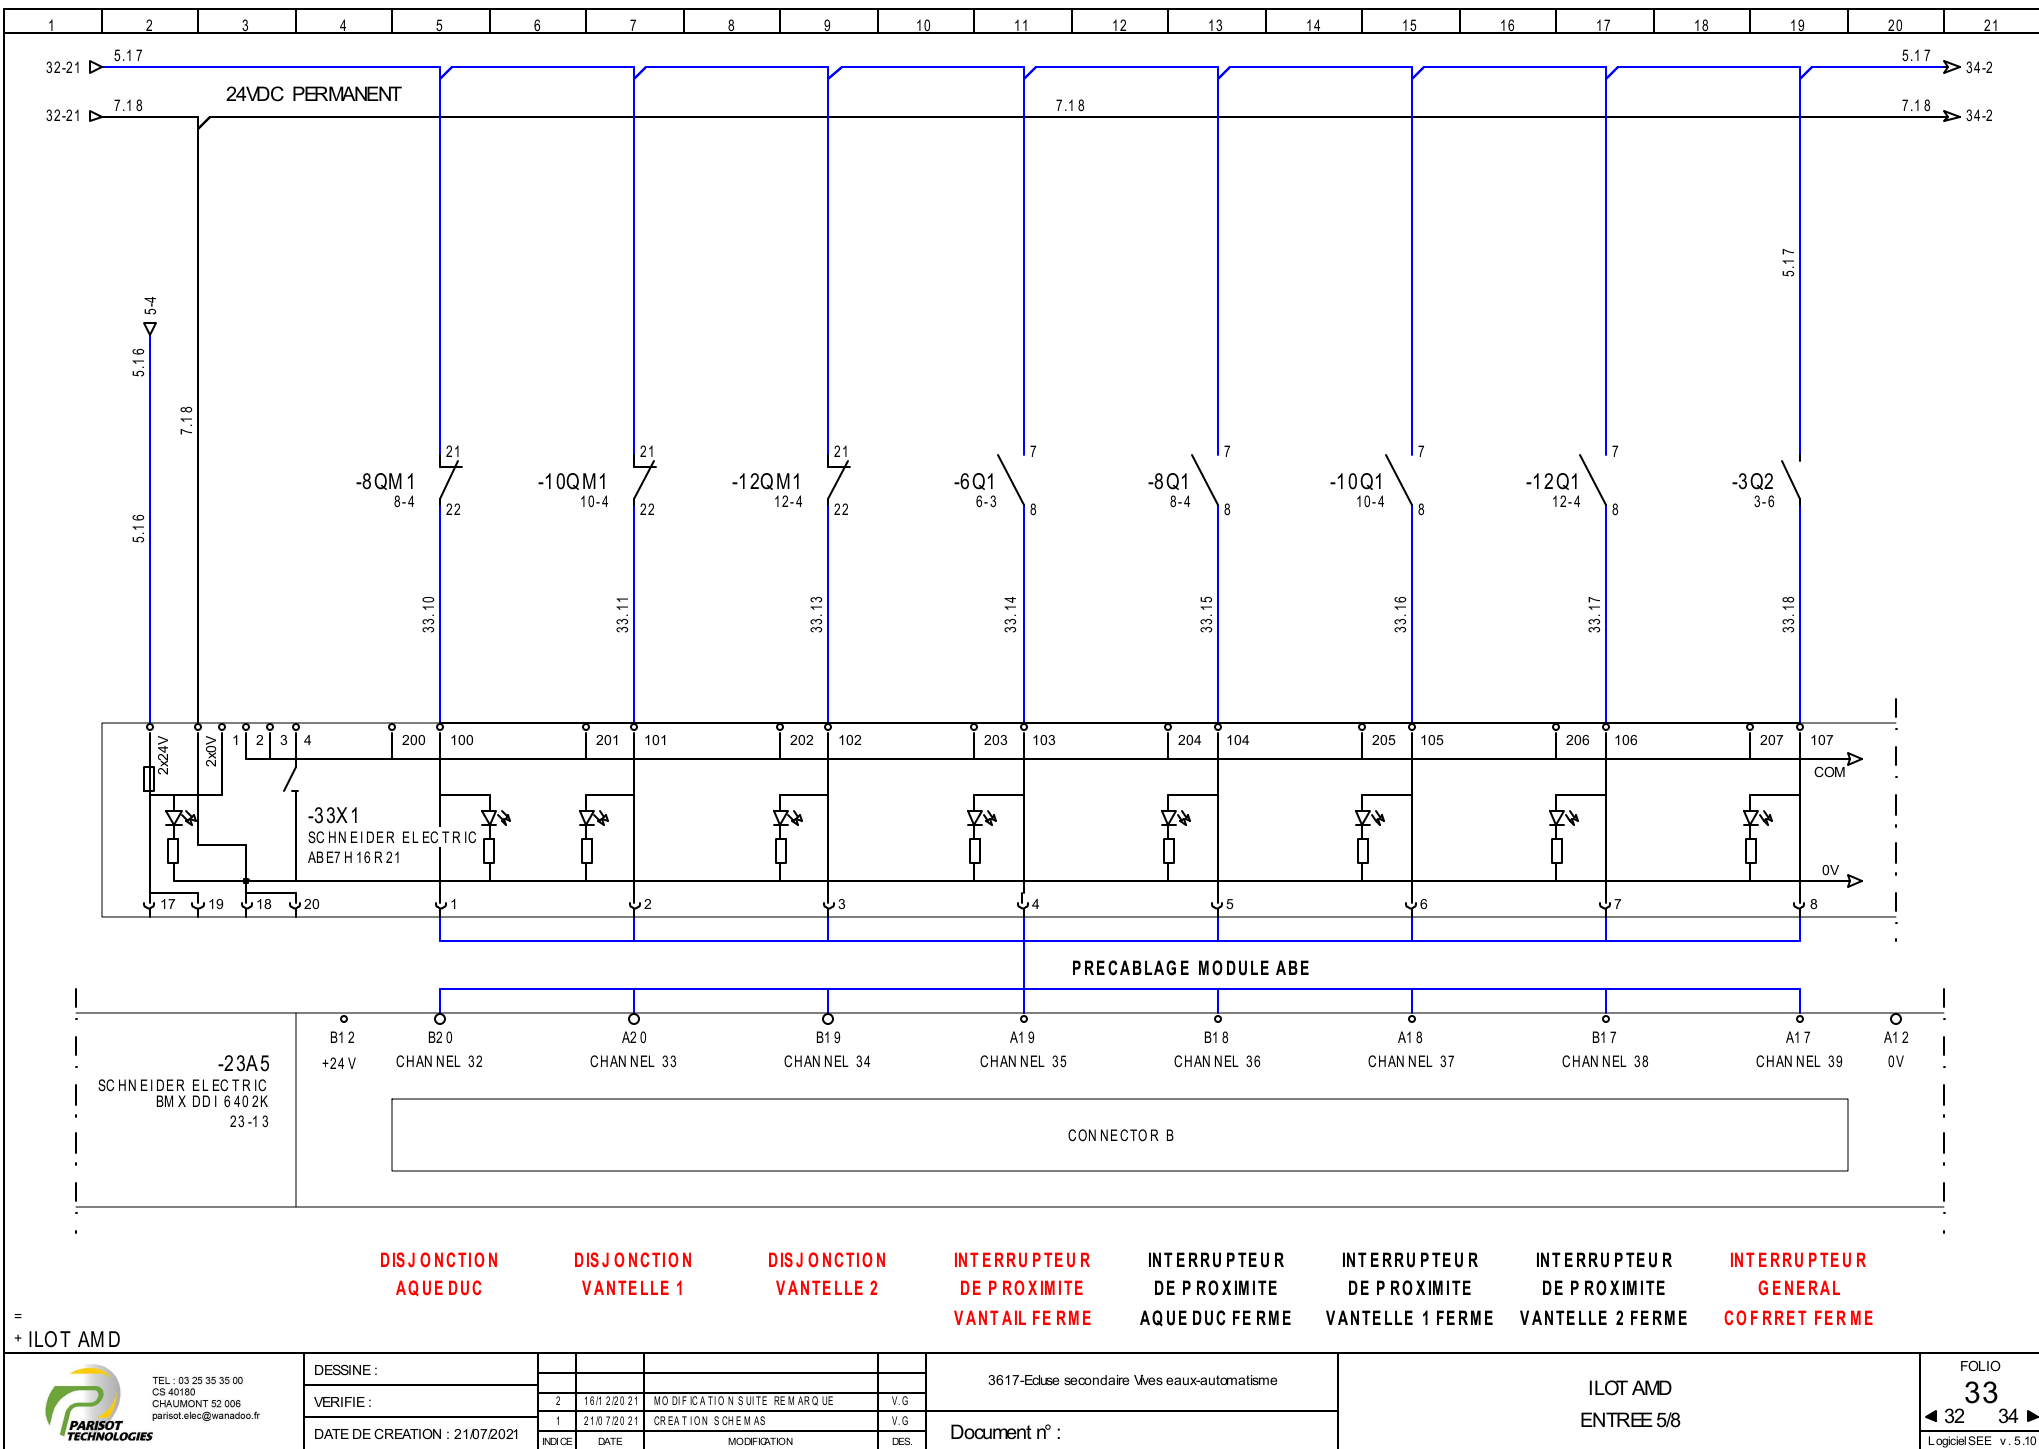 1 2 3 4 5 6 7 8 9 10 11 12 13 14 15 16 17 18 19 20 21
32-21 5.17 5.17 34-2
24VDC PERMANENT
32-21 7.18 7.18 7.18 34-2
5.17
5-4
5.16
7.18
5.16
21 21 21 7 7 7 7
-8QM1 -10QM1 -12QM1 -6Q1 -8Q1 -10Q1 -12Q1 -3Q2
8-4 10-4 12-4 6-3 8-4 10-4 12-4 3-6
22 22 22 8 8 8 8
33.10 33.11 33.13 33.14 33.15 33.16 33.17 33.18
2x24V 2x0V 1 2 3 4 200 100 201 101 202 102 203 103 204 104 205 105 206 106 207 107
COM
-33X1
SCHNEIDER ELECTRIC
ABE7H16R21
0V
17 19 18 20 1 2 3 4 5 6 7 8
PRECABLAGE MODULE ABE
B12 B20 A20 B19 A19 B18 A18 B17 A17 A12
+24V CHANNEL 32 CHANNEL 33 CHANNEL 34 CHANNEL 35 CHANNEL 36 CHANNEL 37 CHANNEL 38 CHANNEL 39 0V
-23A5
SCHNEIDER ELECTRIC
BMX DDI 6402K
23-13
CONNECTOR B
DISJONCTION
AQUEDUC
DISJONCTION
VANTELLE 1
DISJONCTION
VANTELLE 2
INTERRUPTEUR
DE PROXIMITE
VANTAIL FERME
INTERRUPTEUR
DE PROXIMITE
AQUEDUC FERME
INTERRUPTEUR
DE PROXIMITE
VANTELLE 1 FERME
INTERRUPTEUR
DE PROXIMITE
VANTELLE 2 FERME
INTERRUPTEUR
GENERAL
COFRRET FERME
=
+ ILOT AMD
PARISOT
TECHNOLOGIES
TEL : 03 25 35 35 00
CS 40180
CHAUMONT 52 006
parisot.elec@wanadoo.fr
DESSINE :
VERIFIE :
DATE DE CREATION : 21/07/2021
2 16/12/2021 MODIFICATION SUITE REMARQUE V.G
1 21/07/2021 CREATION SCHEMAS V.G
INDICE DATE MODIFICATION DES.
3617-Ecluse secondaire Vives eaux-automatisme
Document n° :
ILOT AMD
ENTREE 5/8
FOLIO
33
32 34
Logiciel SEE v.5.10